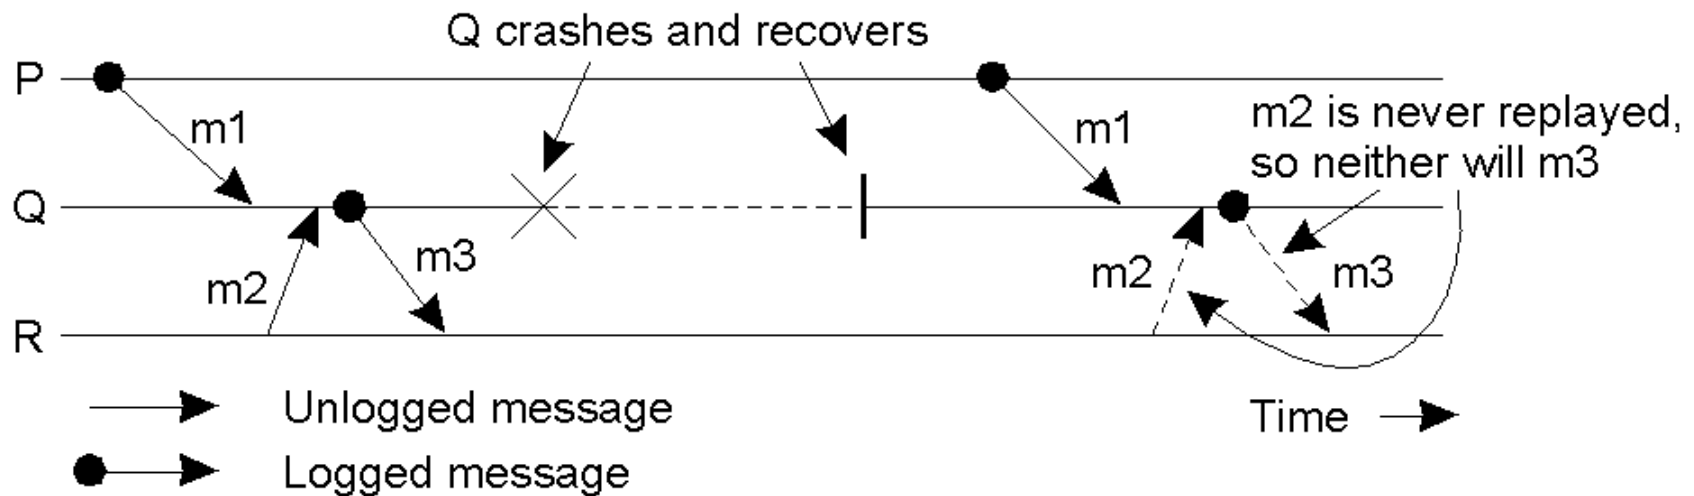 Q crashes and recovers
P
m1
m1
m2 is never replayed,
so neither will m3
Q
m3
m2
m2
m3
R
Unlogged message
Time
Logged message